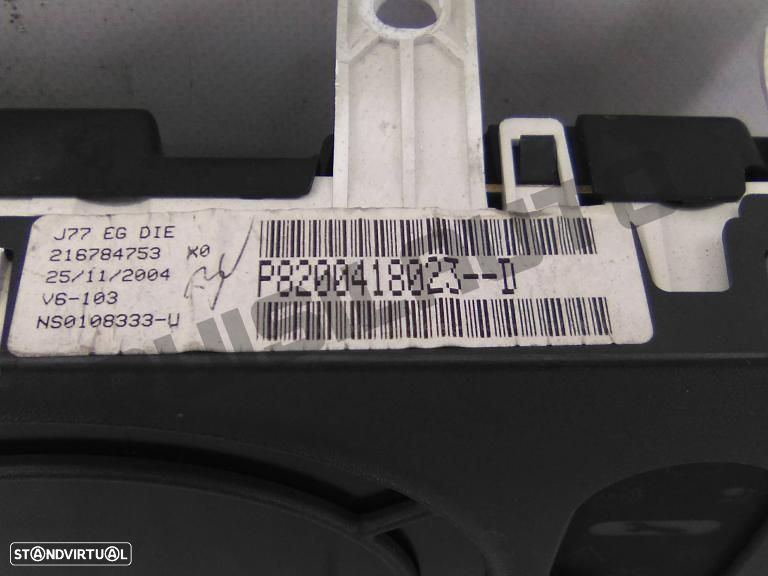 J77 EG DIE
216784753 X0
25/11/2004
V6-103
NS0108333-W
P8200418023--D
STANDVIRTUAL